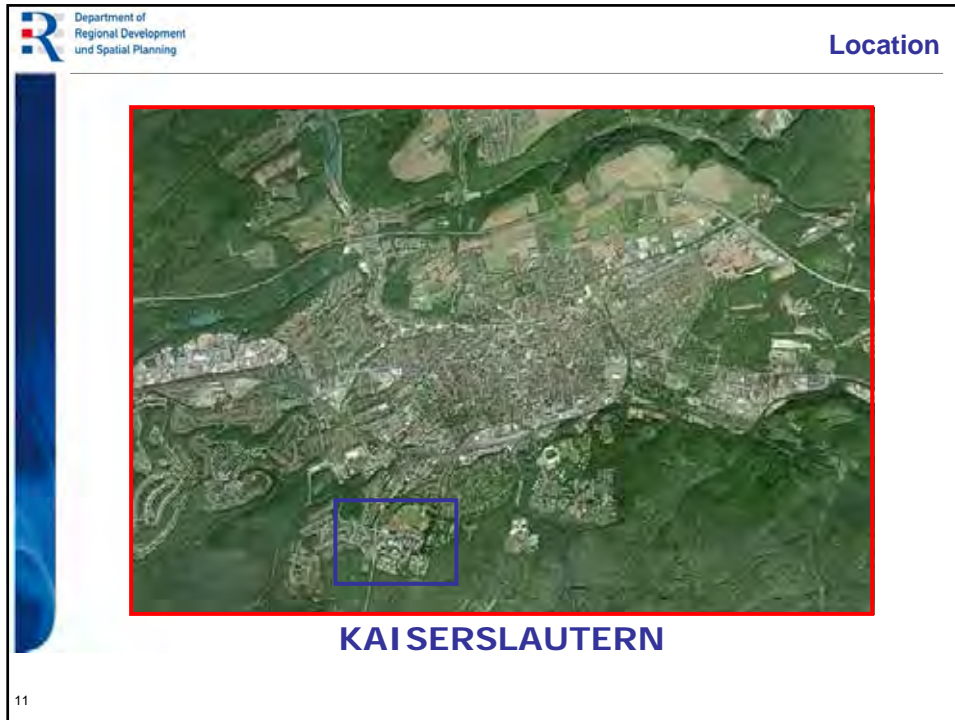 Department of
Regional Development
und Spatial Planning
Location
KAISERSLAUTERN
11